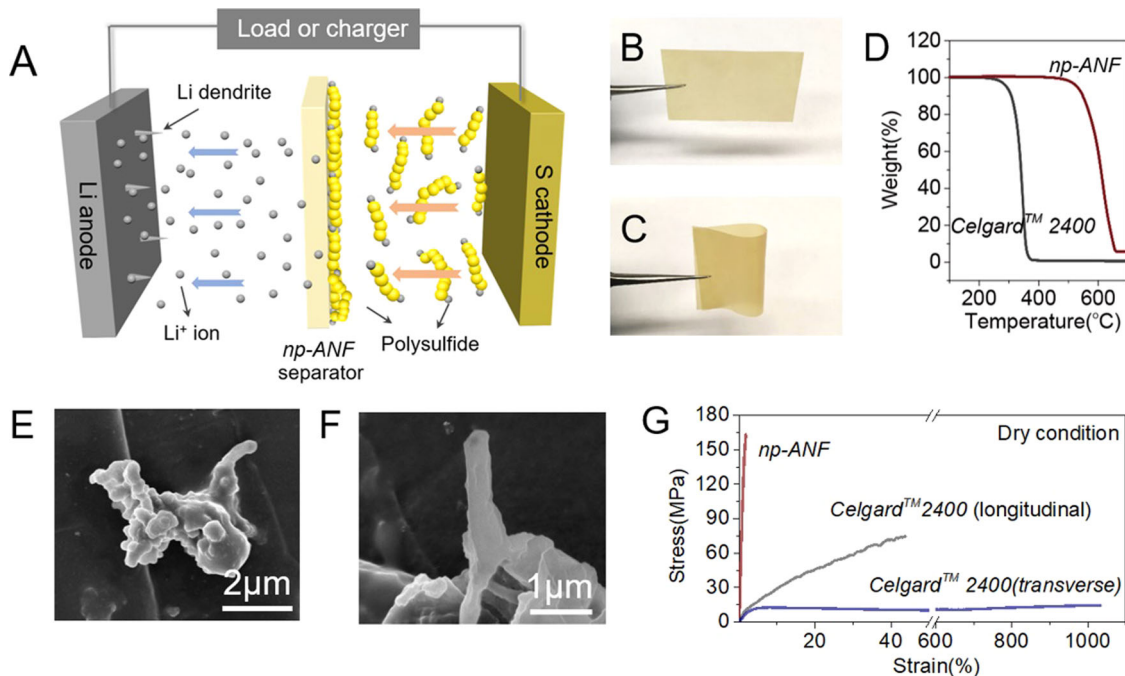 A
Load or charger
Li dendrite
Li anode
S cathode
Li⁺ ion
np-ANF
separator
Polysulfide
B
C
D
120
100
80
60
40
20
0
Weight(%)
np-ANF
Celgard™ 2400
200 400 600
Temperature(°C)
E
2μm
F
1μm
G
180
150
120
90
60
30
0
Stress(MPa)
Dry condition
np-ANF
Celgard™2400 (longitudinal)
Celgard™ 2400(transverse)
20 40 600 800 1000
Strain(%)